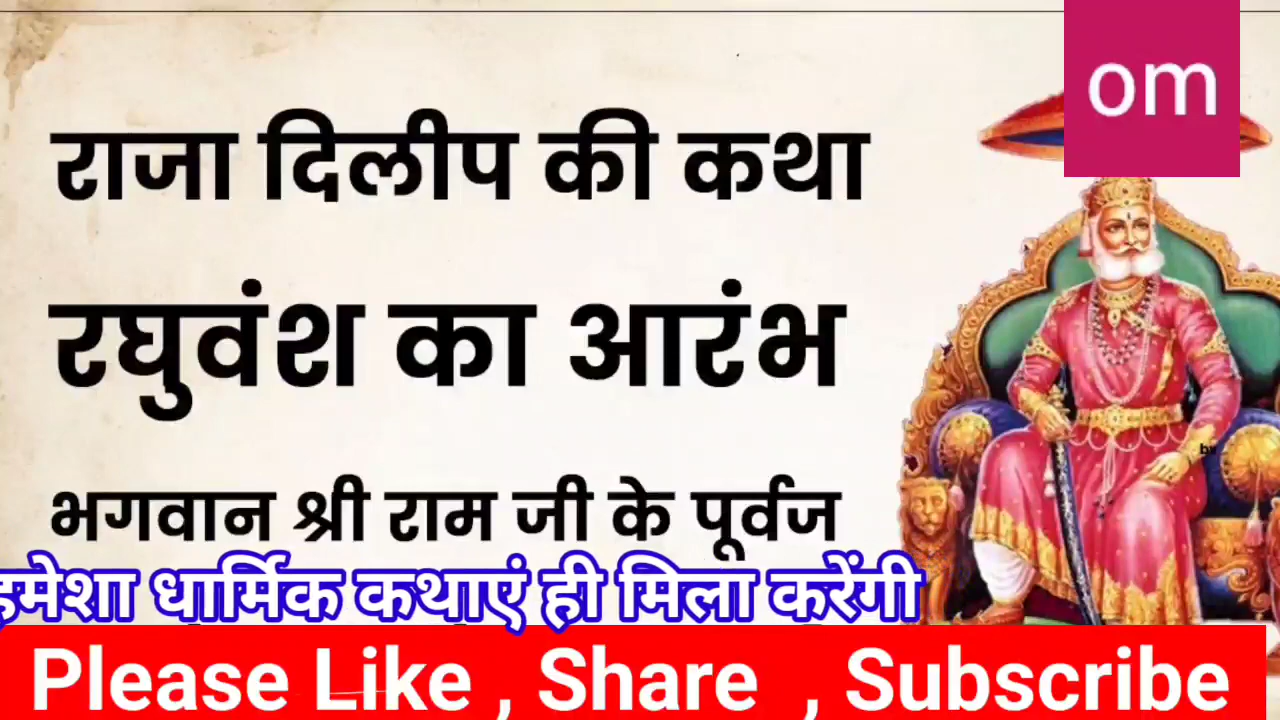 om
राजा दिलीप की कथा
रघुवंश का आरंभ
भगवान श्री राम जी के पूर्वज
हमेशा धार्मिक कथाएं ही मिला करेंगी
Please Like , Share , Subscribe